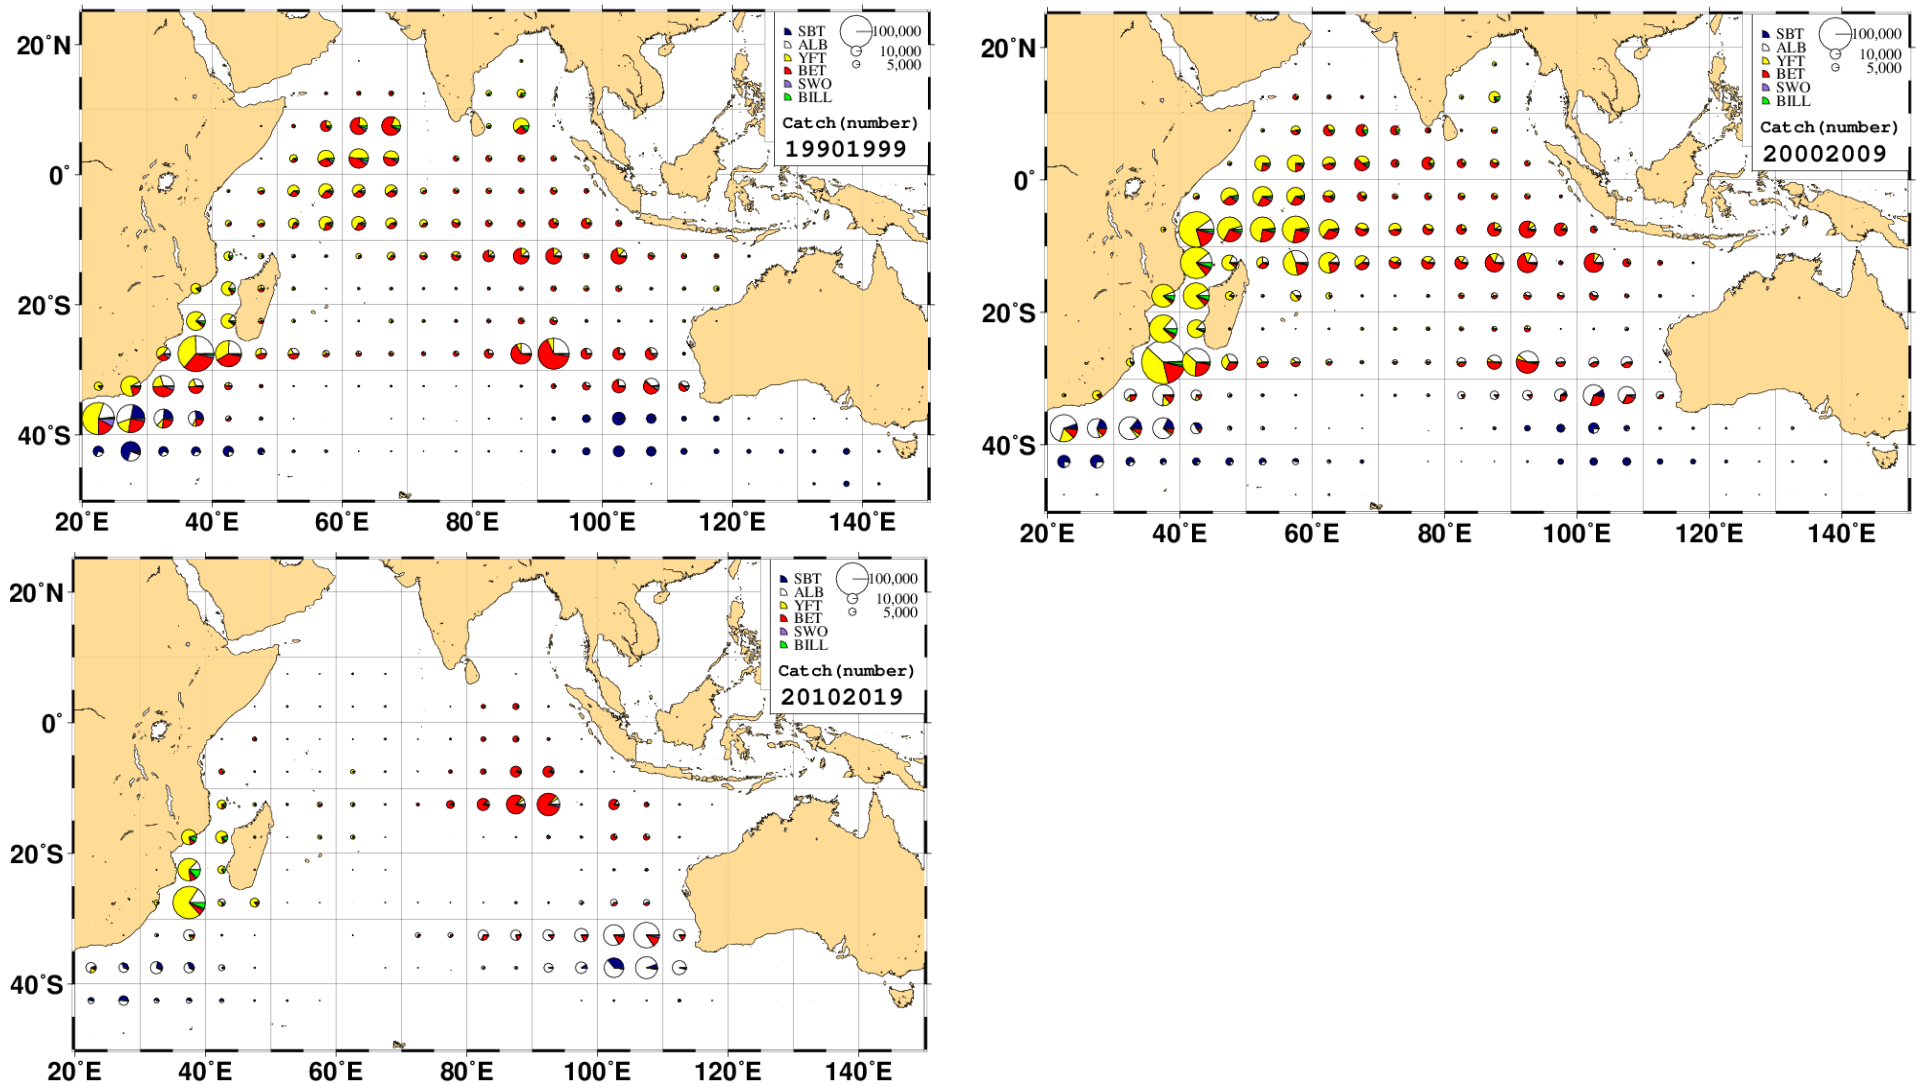 SBT
ALB
YFT
BET
SWO
BILL
100,000
10,000
5,000
Catch(number)
19901999
20˚N
0˚
20˚S
40˚S
20˚E 40˚E 60˚E 80˚E 100˚E 120˚E 140˚E
SBT
ALB
YFT
BET
SWO
BILL
100,000
10,000
5,000
Catch(number)
20002009
20˚N
0˚
20˚S
40˚S
20˚E 40˚E 60˚E 80˚E 100˚E 120˚E 140˚E
SBT
ALB
YFT
BET
SWO
BILL
100,000
10,000
5,000
Catch(number)
20102019
20˚N
0˚
20˚S
40˚S
20˚E 40˚E 60˚E 80˚E 100˚E 120˚E 140˚E